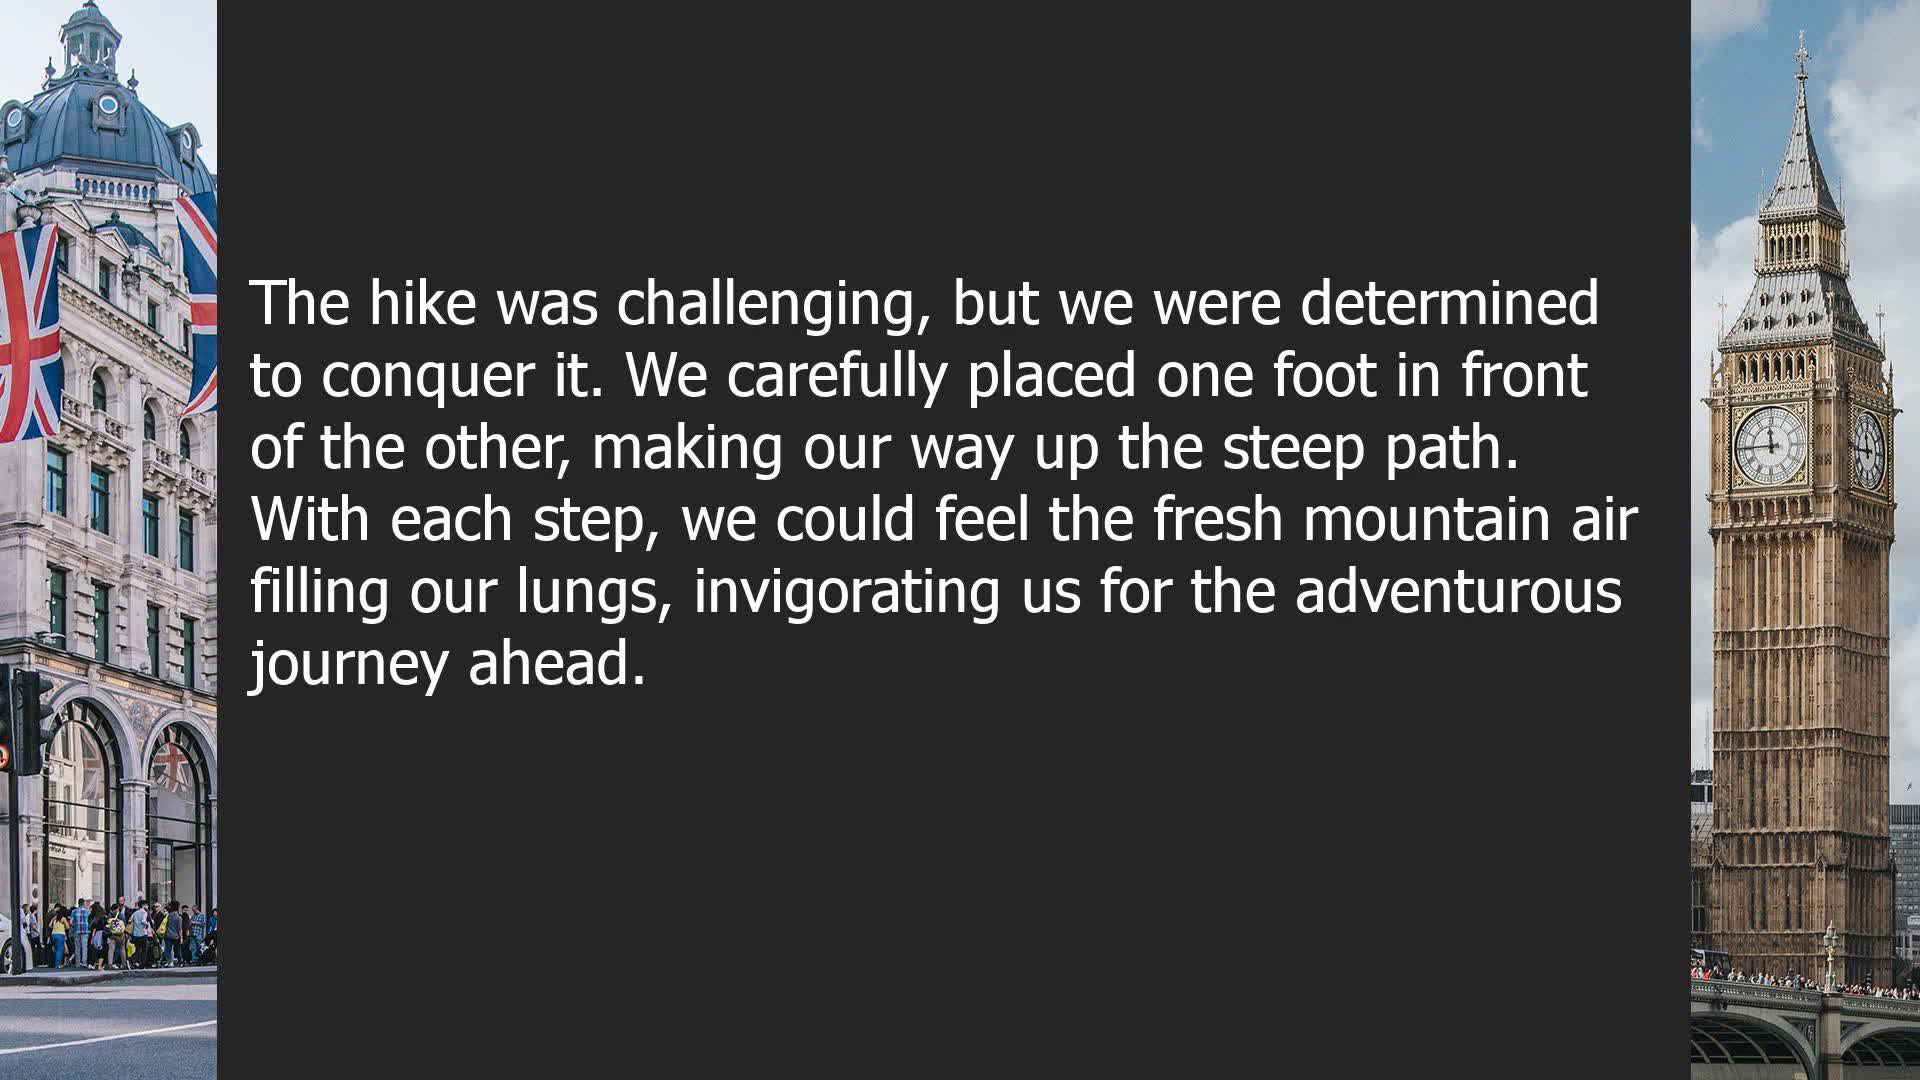 The hike was challenging, but we were determined
to conquer it. We carefully placed one foot in front
of the other, making our way up the steep path.
With each step, we could feel the fresh mountain air
filling our lungs, invigorating us for the adventurous
journey ahead.